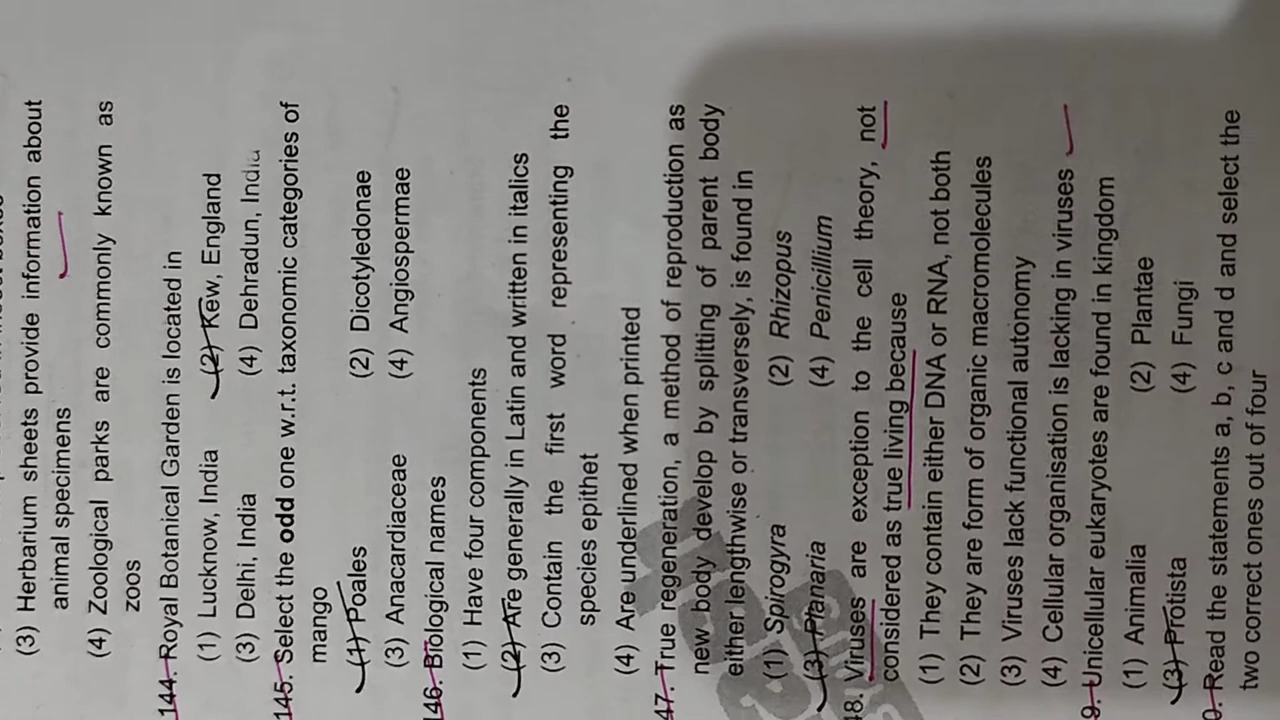 (3) Herbarium sheets provide information about
animal specimens
(4) Zoological parks are commonly known as
zoos
144. Royal Botanical Garden is located in
(1) Lucknow, India (2) Kew, England
(3) Delhi, India (4) Dehradun, India
145. Select the odd one w.r.t. taxonomic categories of
mango
(1) Poales (2) Dicotyledonae
(3) Anacardiaceae (4) Angiospermae
146. Biological names
(1) Have four components
(2) Are generally in Latin and written in italics
(3) Contain the first word representing the
species epithet
(4) Are underlined when printed
47. True regeneration, a method of reproduction as
new body develop by splitting of parent body
either lengthwise or transversely, is found in
(1) Spirogyra (2) Rhizopus
(3) Planaria (4) Penicillium
48. Viruses are exception to the cell theory, not
considered as true living because
(1) They contain either DNA or RNA, not both
(2) They are form of organic macromolecules
(3) Viruses lack functional autonomy
(4) Cellular organisation is lacking in viruses
9. Unicellular eukaryotes are found in kingdom
(1) Animalia (2) Plantae
(3) Protista (4) Fungi
0. Read the statements a, b, c and d and select the
two correct ones out of four